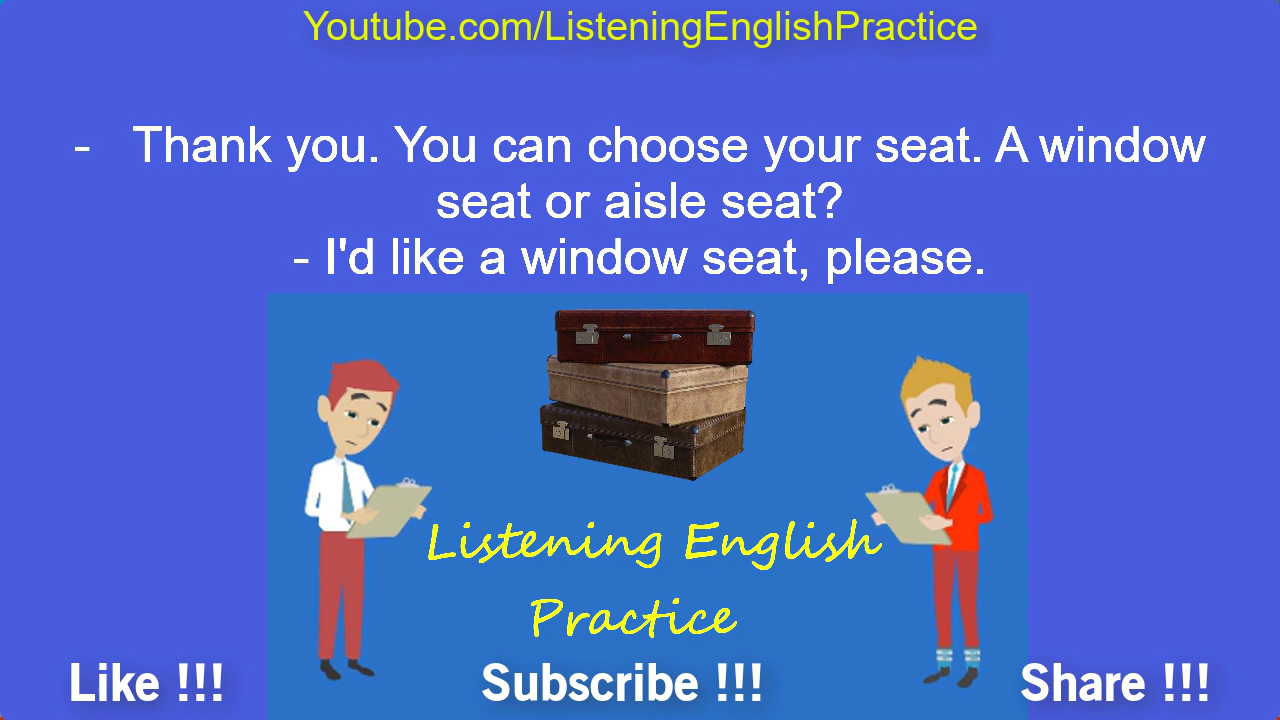 Youtube.com/ListeningEnglishPractice
- Thank you. You can choose your seat. A window
seat or aisle seat?
- I'd like a window seat, please.
Listening English
Practice
Like !!! Subscribe !!! Share !!!